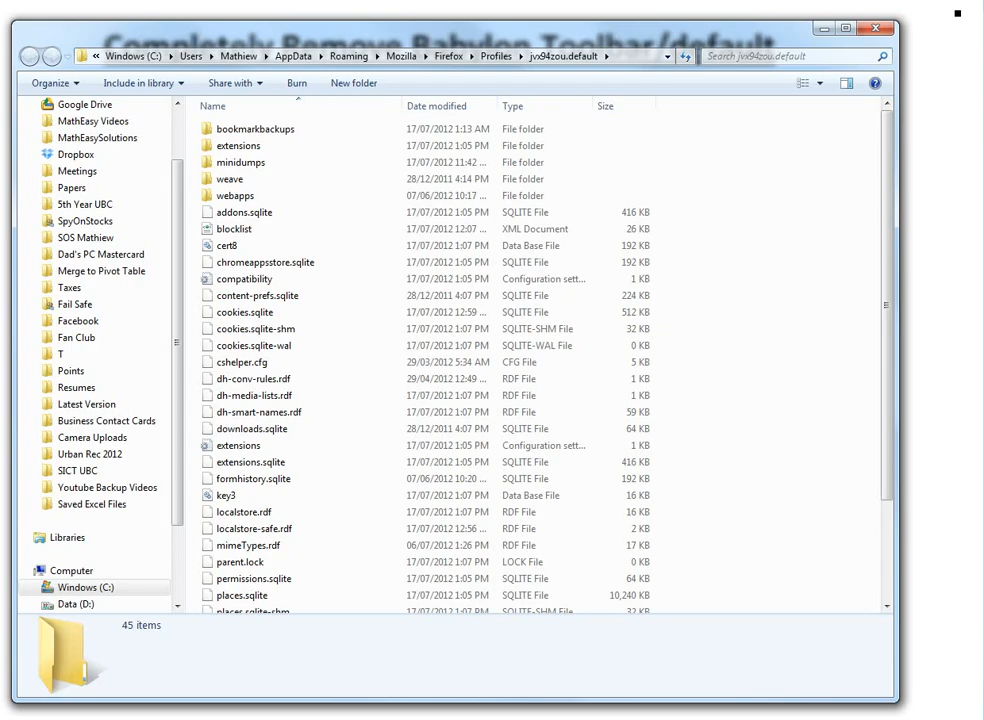 Completely Remove Babylon Toolbar/default
« Windows (C:) Users Mathiew AppData Roaming Mozilla Firefox Profiles jvx94zou.default Search jvx94zou.default
Organize Include in library Share with Burn New folder
Name Date modified Type Size
Google Drive
MathEasy Videos
MathEasySolutions
Dropbox
Meetings
Papers
5th Year UBC
SpyOnStocks
SOS Mathiew
Dad's PC Mastercard
Merge to Pivot Table
Taxes
Fail Safe
Facebook
Fan Club
T
Points
Resumes
Latest Version
Business Contact Cards
Camera Uploads
Urban Rec 2012
SICT UBC
Youtube Backup Videos
Saved Excel Files
Libraries
Computer
Windows (C:)
Data (D:)
bookmarkbackups 17/07/2012 1:13 AM File folder
extensions 17/07/2012 1:05 PM File folder
minidumps 17/07/2012 11:42 ... File folder
weave 28/12/2011 4:14 PM File folder
webapps 07/06/2012 10:17 ... File folder
addons.sqlite 17/07/2012 1:05 PM SQLITE File 416 KB
blocklist 17/07/2012 12:07 ... XML Document 26 KB
cert8 17/07/2012 1:07 PM Data Base File 192 KB
chromeappsstore.sqlite 17/07/2012 1:05 PM SQLITE File 192 KB
compatibility 17/07/2012 1:05 PM Configuration sett... 1 KB
content-prefs.sqlite 28/12/2011 4:07 PM SQLITE File 224 KB
cookies.sqlite 17/07/2012 12:59 ... SQLITE File 512 KB
cookies.sqlite-shm 17/07/2012 1:07 PM SQLITE-SHM File 32 KB
cookies.sqlite-wal 17/07/2012 1:07 PM SQLITE-WAL File 0 KB
cshelper.cfg 29/03/2012 5:34 AM CFG File 5 KB
dh-conv-rules.rdf 29/04/2012 12:49 ... RDF File 1 KB
dh-media-lists.rdf 17/07/2012 1:05 PM RDF File 1 KB
dh-smart-names.rdf 17/07/2012 1:05 PM RDF File 59 KB
downloads.sqlite 28/12/2011 4:07 PM SQLITE File 64 KB
extensions 17/07/2012 1:05 PM Configuration sett... 1 KB
extensions.sqlite 17/07/2012 1:05 PM SQLITE File 416 KB
formhistory.sqlite 07/06/2012 10:20 ... SQLITE File 192 KB
key3 17/07/2012 1:07 PM Data Base File 16 KB
localstore.rdf 17/07/2012 1:07 PM RDF File 16 KB
localstore-safe.rdf 17/07/2012 12:56 ... RDF File 2 KB
mimeTypes.rdf 06/07/2012 1:26 PM RDF File 17 KB
parent.lock 17/07/2012 1:07 PM LOCK File 0 KB
permissions.sqlite 17/07/2012 1:05 PM SQLITE File 64 KB
places.sqlite 17/07/2012 1:05 PM SQLITE File 10,240 KB
places.sqlite-shm 17/07/2012 1:07 PM SQLITE-SHM File 32 KB
45 items